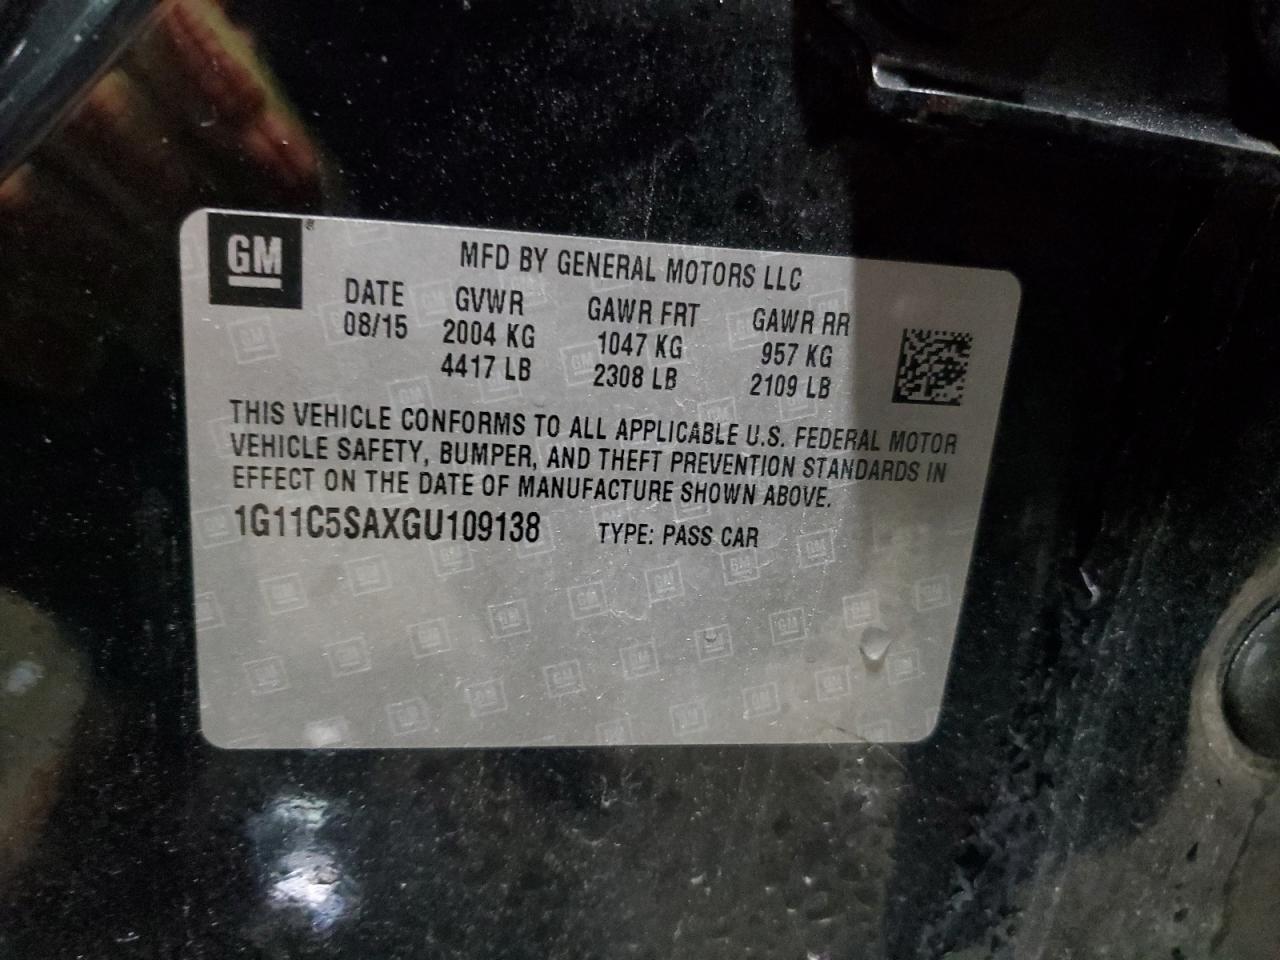 GM
MFD BY GENERAL MOTORS LLC
DATE GVWR GAWR FRT GAWR RR
08/15 2004 KG 1047 KG 957 KG
4417 LB 2308 LB 2109 LB
THIS VEHICLE CONFORMS TO ALL APPLICABLE U.S. FEDERAL MOTOR
VEHICLE SAFETY, BUMPER, AND THEFT PREVENTION STANDARDS IN
EFFECT ON THE DATE OF MANUFACTURE SHOWN ABOVE.
1G11C5SAXGU109138 TYPE: PASS CAR